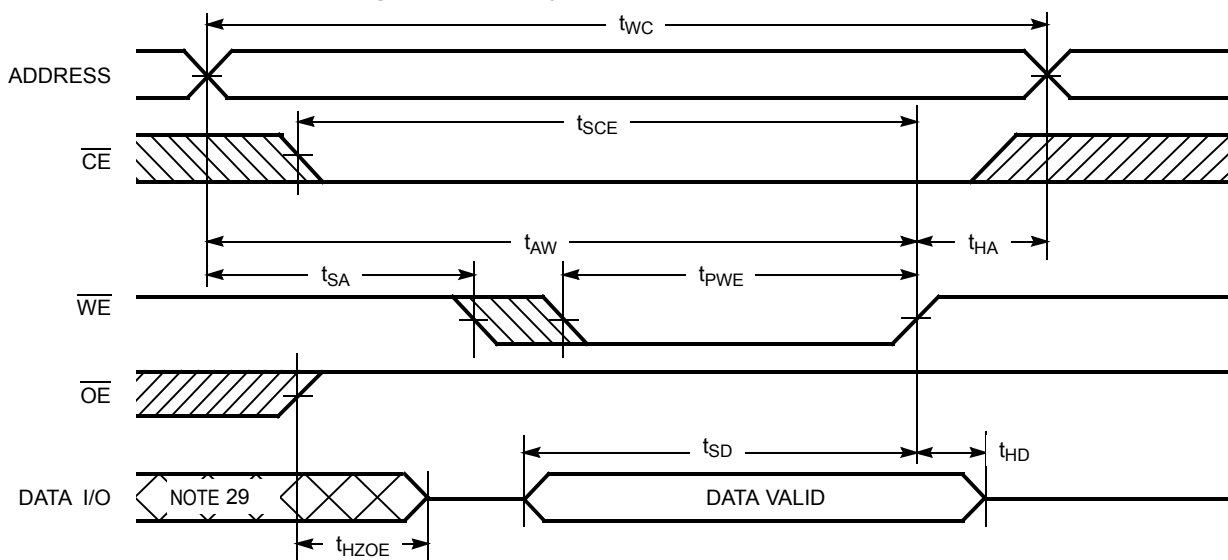 tWC
ADDRESS
tSCE
CE
tAW
tHA
tSA
tPWE
WE
OE
tSD
tHD
DATA I/O
NOTE 29
DATA VALID
tHZOE